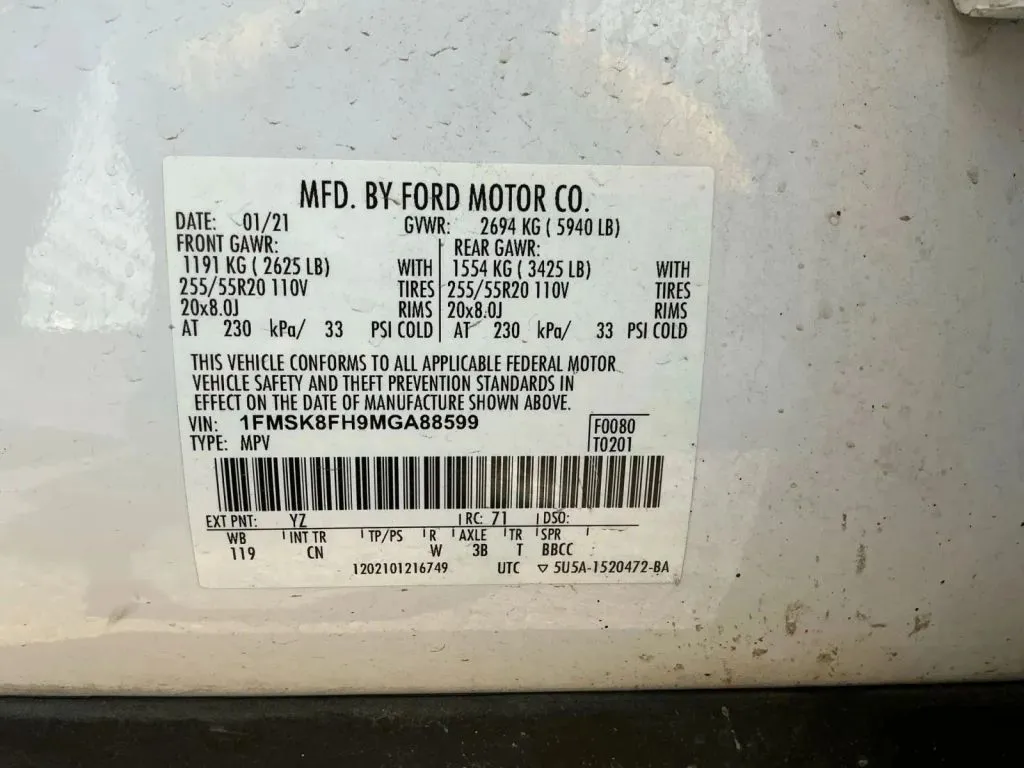 MFD. BY FORD MOTOR CO.
DATE: 01/21 GVWR: 2694 KG ( 5940 LB)
FRONT GAWR: REAR GAWR:
1191 KG ( 2625 LB) WITH 1554 KG ( 3425 LB) WITH
255/55R20 110V TIRES 255/55R20 110V TIRES
20x8.0J RIMS 20x8.0J RIMS
AT 230 kPa/ 33 PSI COLD AT 230 kPa/ 33 PSI COLD
THIS VEHICLE CONFORMS TO ALL APPLICABLE FEDERAL MOTOR
VEHICLE SAFETY AND THEFT PREVENTION STANDARDS IN
EFFECT ON THE DATE OF MANUFACTURE SHOWN ABOVE.
VIN: 1FMSK8FH9MGA88599 F0080
TYPE: MPV T0201
EXT PNT: YZ RC: 71 DSO:
WB INT TR TP/PS R AXLE TR SPR
119 CN W 3B T BBCC
1202101216749 UTC ▽ 5U5A-1520472-BA